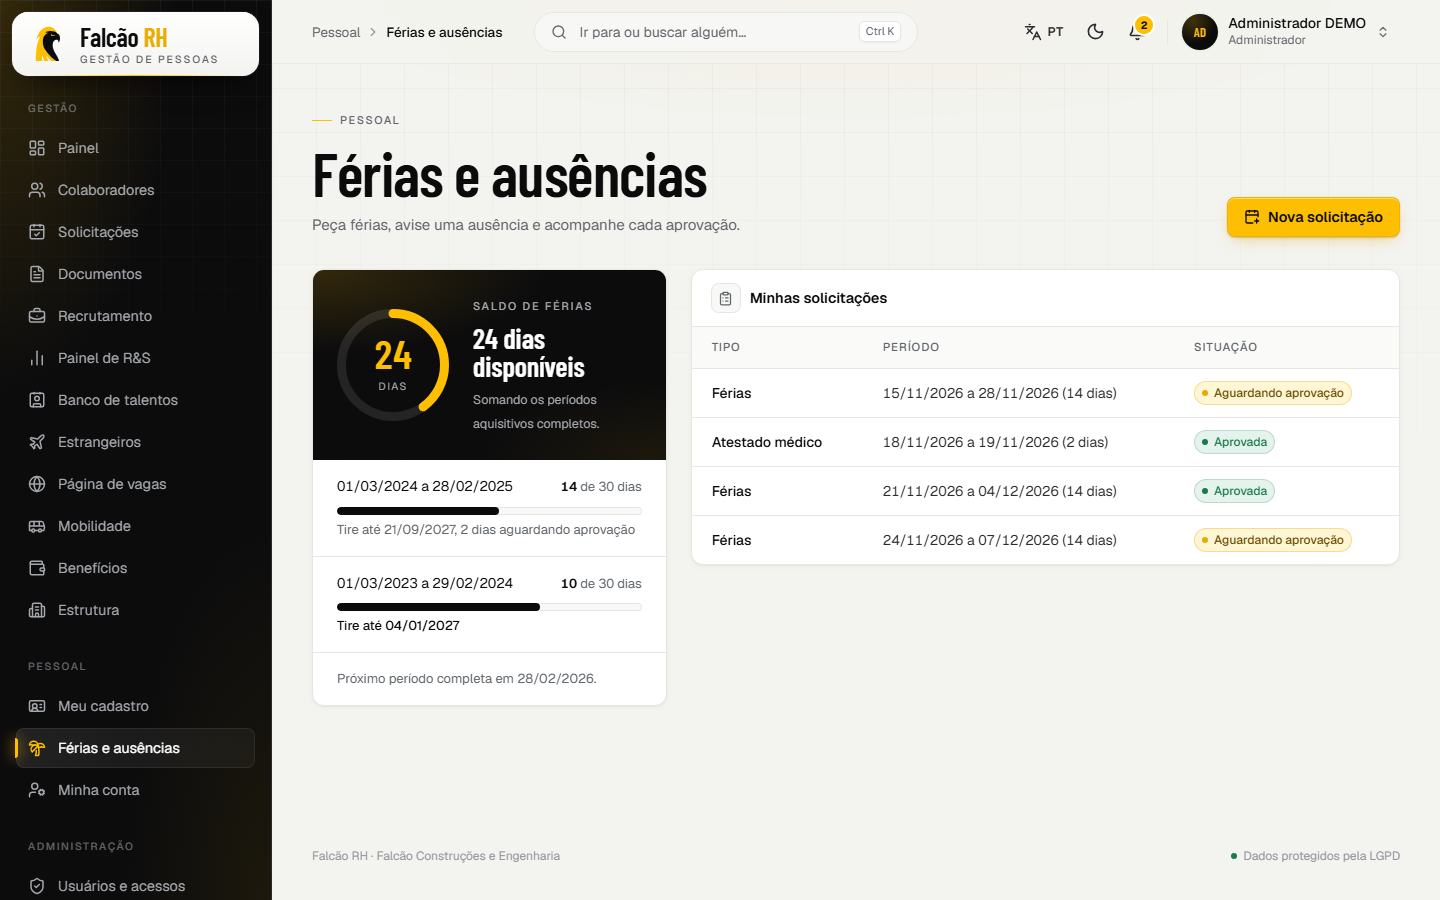 Falcão RH
GESTÃO DE PESSOAS
GESTÃO
Painel
Colaboradores
Solicitações
Documentos
Recrutamento
Painel de R&S
Banco de talentos
Estrangeiros
Página de vagas
Mobilidade
Benefícios
Estrutura
PESSOAL
Meu cadastro
Férias e ausências
Minha conta
ADMINISTRAÇÃO
Usuários e acessos
Pessoal > Férias e ausências
Ir para ou buscar alguém...
Ctrl K
PT
2
AD
Administrador DEMO
Administrador
PESSOAL
Férias e ausências
Peça férias, avise uma ausência e acompanhe cada aprovação.
Nova solicitação
24
DIAS
SALDO DE FÉRIAS
24 dias
disponíveis
Somando os períodos
aquisitivos completos.
01/03/2024 a 28/02/2025 14 de 30 dias
Tire até 21/09/2027, 2 dias aguardando aprovação
01/03/2023 a 29/02/2024 10 de 30 dias
Tire até 04/01/2027
Próximo período completa em 28/02/2026.
Minhas solicitações
TIPO PERÍODO SITUAÇÃO
Férias 15/11/2026 a 28/11/2026 (14 dias) Aguardando aprovação
Atestado médico 18/11/2026 a 19/11/2026 (2 dias) Aprovada
Férias 21/11/2026 a 04/12/2026 (14 dias) Aprovada
Férias 24/11/2026 a 07/12/2026 (14 dias) Aguardando aprovação
Falcão RH · Falcão Construções e Engenharia
Dados protegidos pela LGPD